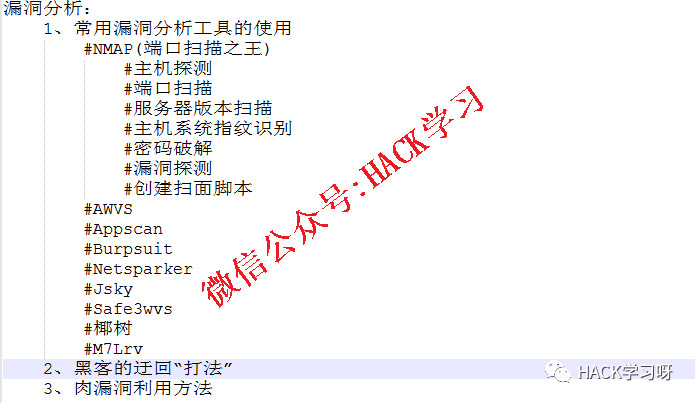 漏洞分析:
1、常用漏洞分析工具的使用
#NMAP(端口扫描之王)
#主机探测
#端口扫描
#服务器版本扫描
#主机系统指纹识别
#密码破解
#漏洞探测
#创建扫面脚本
#AWVS
#Appscan
#Burpsuit
#Netsparker
#Jsky
#Safe3wvs
#椰树
#M7Lrv
2、黑客的迂回“打法”
3、肉漏洞利用方法
微信公众号:HACK学习
HACK学习呀